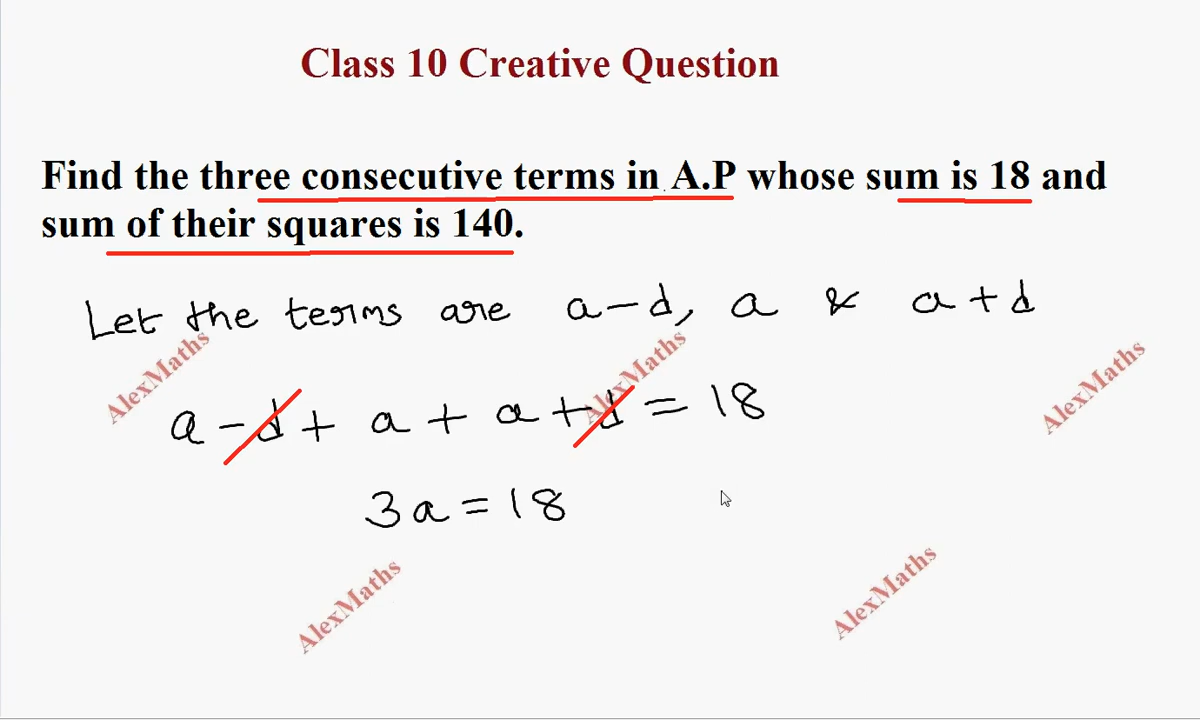 Class 10 Creative Question
Find the three consecutive terms in A.P whose sum is 18 and
sum of their squares is 140.
Let the terms are a-d, a & a+d
AlexMaths
AlexMaths
AlexMaths
a-d+ a + a+d = 18
3a=18
AlexMaths
AlexMaths